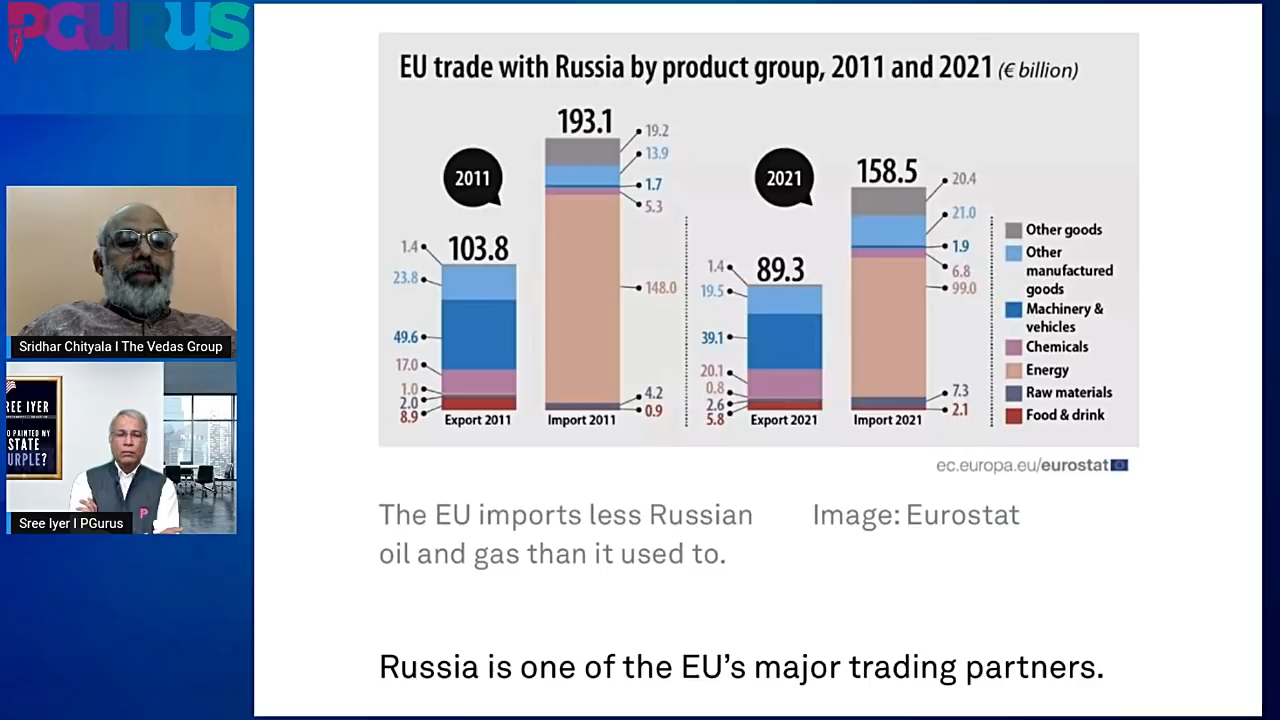 PGURUS
EU trade with Russia by product group, 2011 and 2021 (€ billion)
2011
103.8
1.4
23.8
49.6
17.0
1.0
2.0
8.9
Export 2011
193.1
19.2
13.9
1.7
5.3
148.0
4.2
0.9
Import 2011
2021
89.3
1.4
19.5
39.1
20.1
0.8
2.6
5.8
Export 2021
158.5
20.4
21.0
1.9
6.8
99.0
7.3
2.1
Import 2021
Other goods
Other
manufactured
goods
Machinery &
vehicles
Chemicals
Energy
Raw materials
Food & drink
ec.europa.eu/eurostat
The EU imports less Russian
oil and gas than it used to.
Image: Eurostat
Russia is one of the EU’s major trading partners.
Sridhar Chityala I The Vedas Group
REE IYER
O PAINTED MY
STATE
URPLE?
P
Sree Iyer I PGurus